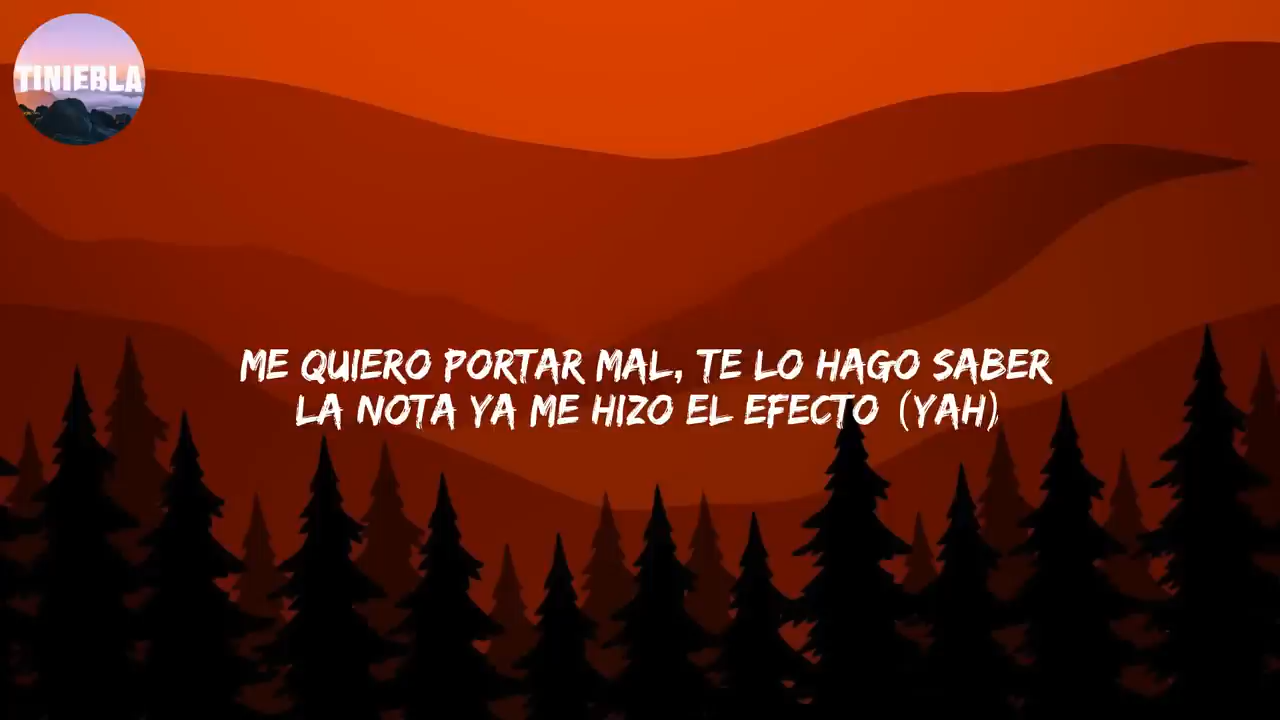 TINIEBLA
ME QUIERO PORTAR MAL, TE LO HAGO SABER
LA NOTA YA ME HIZO EL EFECTO (YAH)